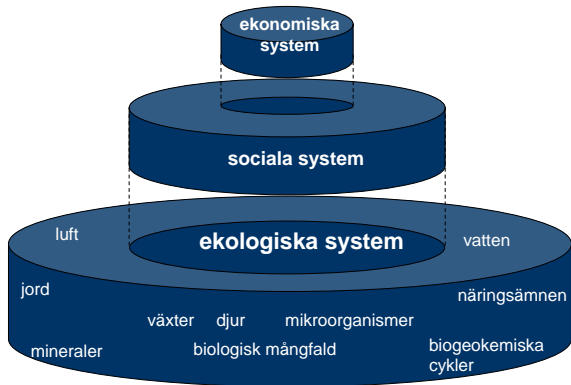 ekonomiska
system
sociala system
ekologiska system
luft
vatten
jord
näringsämnen
växter djur mikroorganismer
mineraler
biologisk mångfald
biogeokemiska
cykler